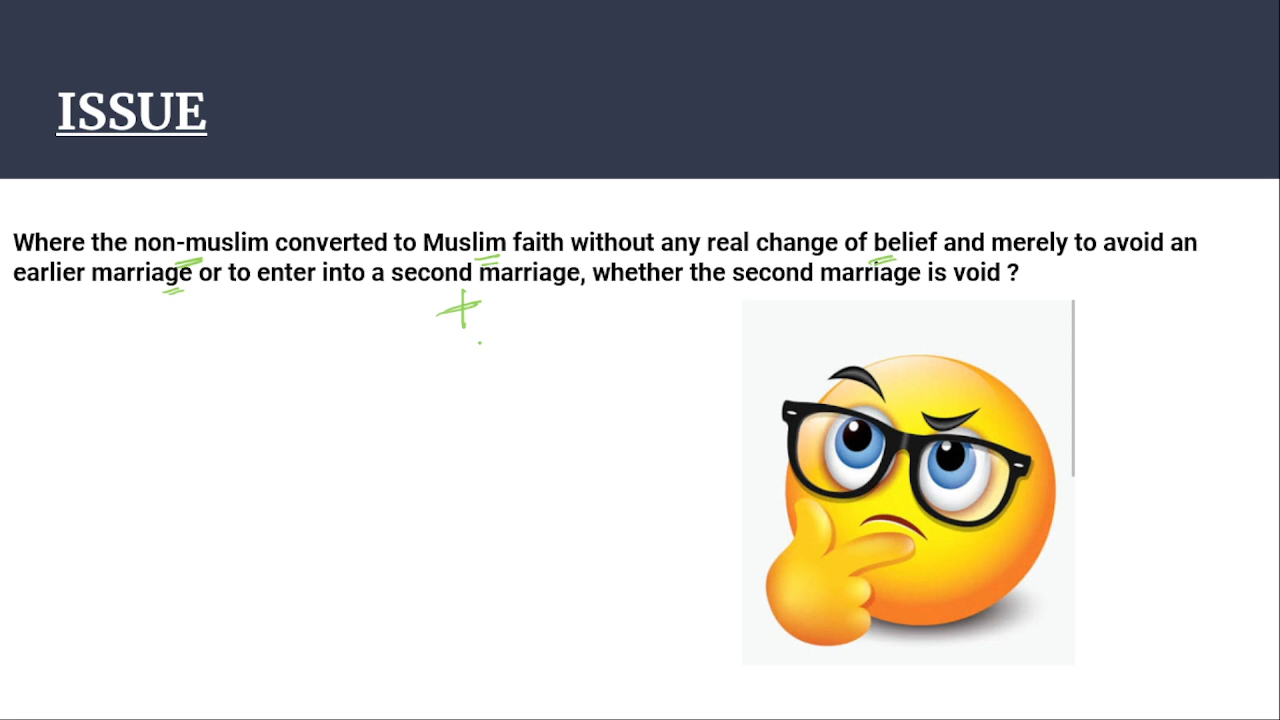 ISSUE
Where the non-muslim converted to Muslim faith without any real change of belief and merely to avoid an
earlier marriage or to enter into a second marriage, whether the second marriage is void ?